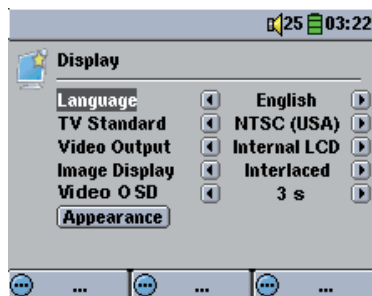 25 03:22
Display
Language English
TV Standard NTSC (USA)
Video Output Internal LCD
Image Display Interlaced
Video OSD 3 s
Appearance
... ... ...